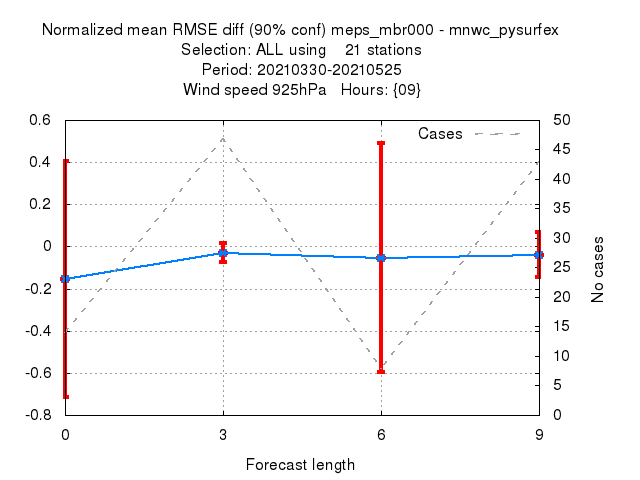 Normalized mean RMSE diff (90% conf) meps_mbr000 - mnwc_pysurfex
Selection: ALL using 21 stations
Period: 20210330-20210525
Wind speed 925hPa Hours: {09}
Cases
0.6
0.4
0.2
0
-0.2
-0.4
-0.6
-0.8
50
45
40
35
30
25
20
15
10
5
0
No cases
0 3 6 9
Forecast length